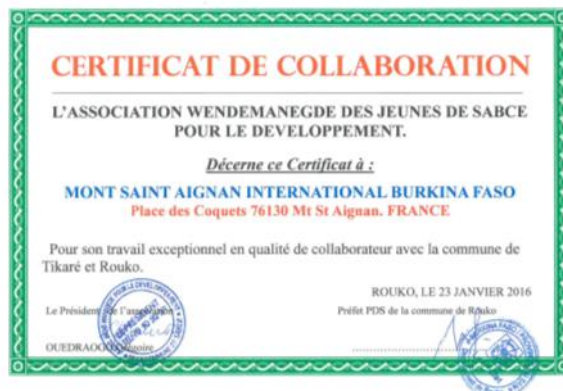 CERTIFICAT DE COLLABORATION
L'ASSOCIATION WENDEMANEGDE DES JEUNES DE SABCE
POUR LE DEVELOPPEMENT.
Décerne ce Certificat à :
MONT SAINT AIGNAN INTERNATIONAL BURKINA FASO
Place des Coquets 76130 Mt St Aignan. FRANCE
Pour son travail exceptionnel en qualité de collaborateur avec la commune de
Tikaré et Rouko.
ROUKO, LE 23 JANVIER 2016
Le Président de l'association
Préfet PDS de la commune de Rouko
OUEDRAOGO